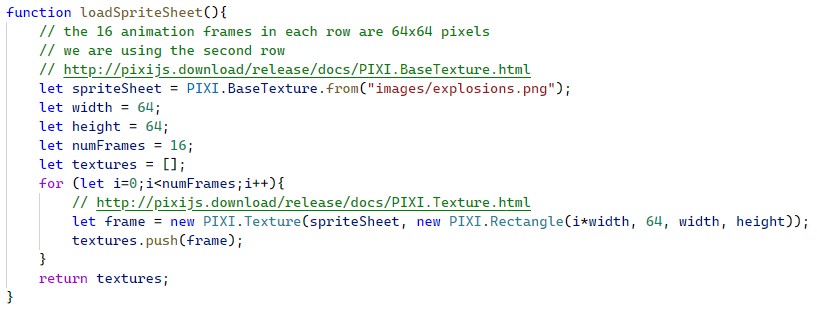 function loadSpriteSheet(){
    // the 16 animation frames in each row are 64x64 pixels
    // we are using the second row
    // http://pixijs.download/release/docs/PIXI.BaseTexture.html
    let spriteSheet = PIXI.BaseTexture.from("images/explosions.png");
    let width = 64;
    let height = 64;
    let numFrames = 16;
    let textures = [];
    for (let i=0;i<numFrames;i++){
        // http://pixijs.download/release/docs/PIXI.Texture.html
        let frame = new PIXI.Texture(spriteSheet, new PIXI.Rectangle(i*width, 64, width, height));
        textures.push(frame);
    }
    return textures;
}